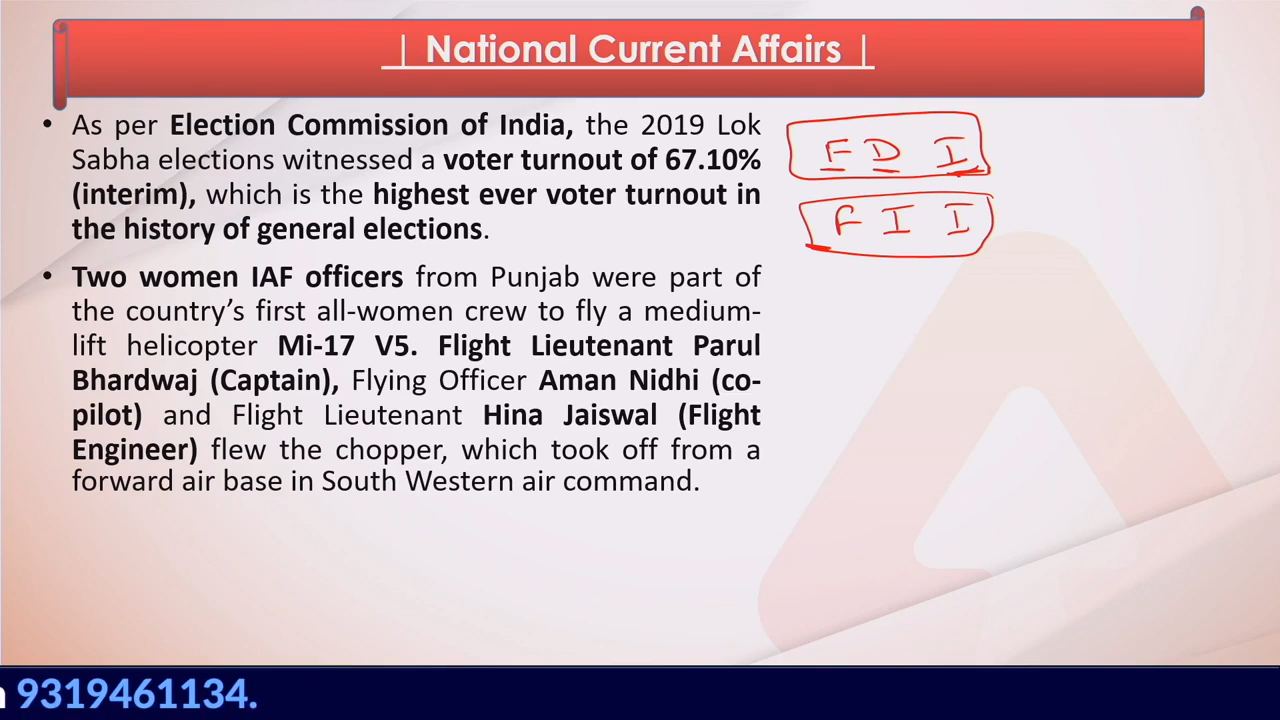 | National Current Affairs |
• As per Election Commission of India, the 2019 Lok
Sabha elections witnessed a voter turnout of 67.10%
(interim), which is the highest ever voter turnout in
the history of general elections.
• Two women IAF officers from Punjab were part of
the country’s first all-women crew to fly a medium-
lift helicopter Mi-17 V5. Flight Lieutenant Parul
Bhardwaj (Captain), Flying Officer Aman Nidhi (co-
pilot) and Flight Lieutenant Hina Jaiswal (Flight
Engineer) flew the chopper, which took off from a
forward air base in South Western air command.
F D I
F I I
9319461134.